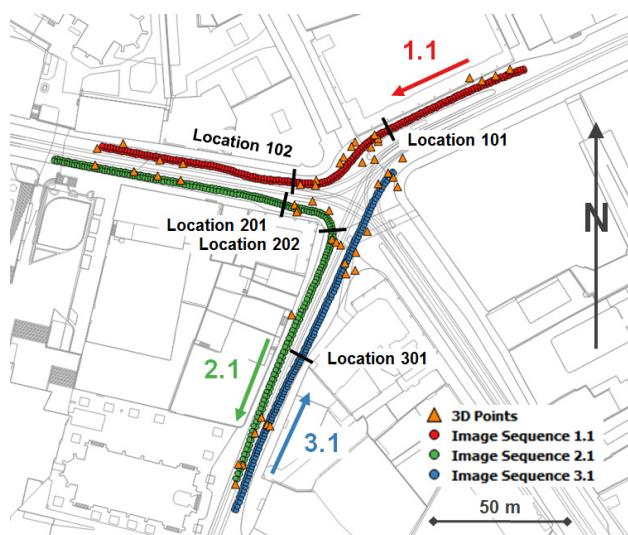 1.1
Location 102
Location 101
Location 201
Location 202
N
Location 301
2.1
3.1
3D Points
Image Sequence 1.1
Image Sequence 2.1
Image Sequence 3.1
50 m